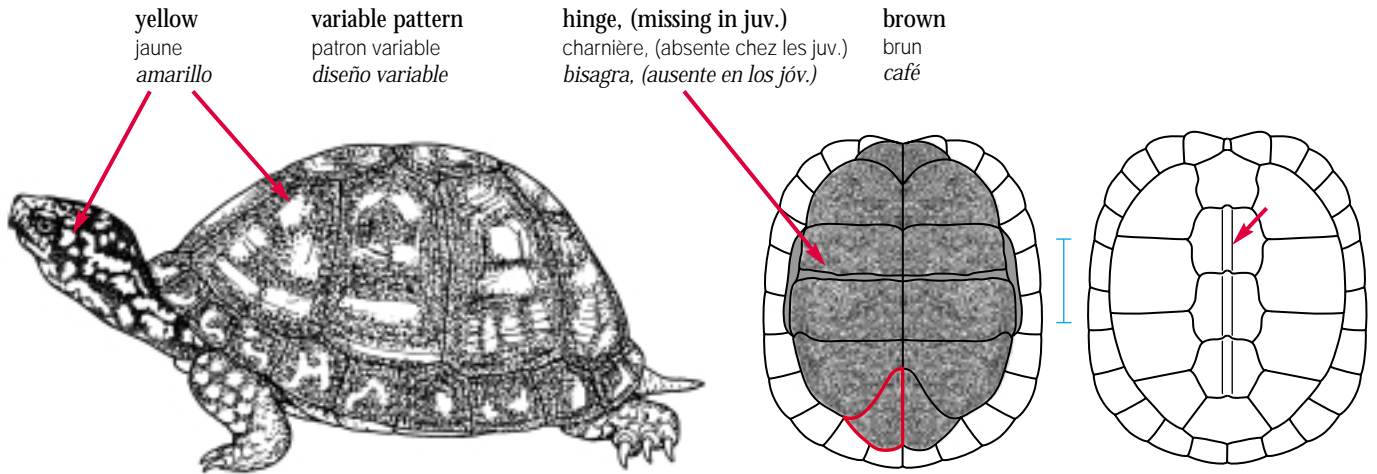 yellow
jaune
amarillo
variable pattern
patron variable
diseño variable
hinge, (missing in juv.)
charnière, (absente chez les juv.)
bisagra, (ausente en los jóv.)
brown
brun
café